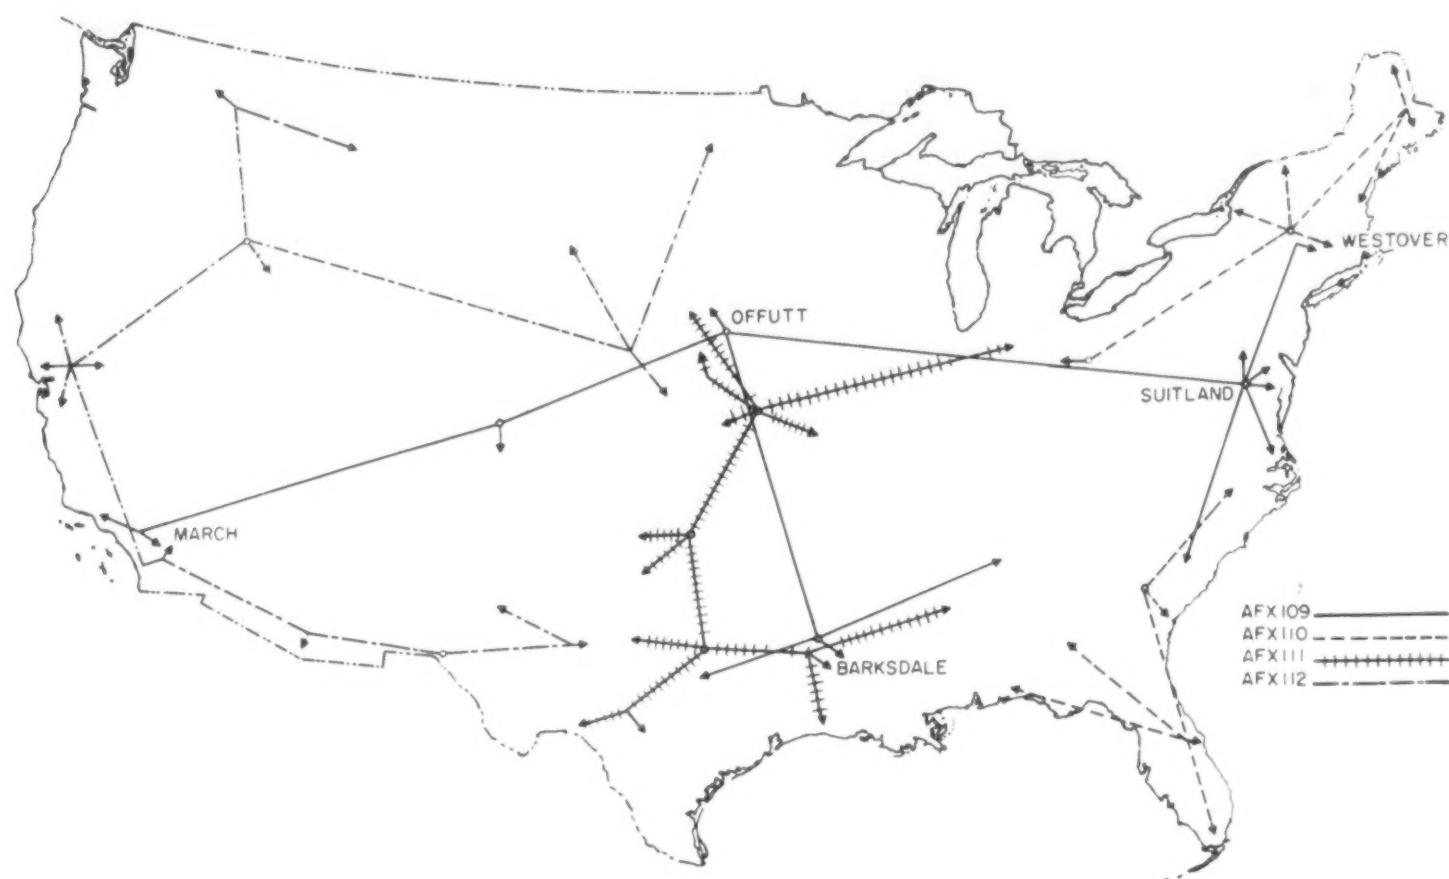 WESTOVER
OFFUTT
SUITLAND
MARCH
BARKSDALE
AFX109
AFX110
AFX111
AFX112